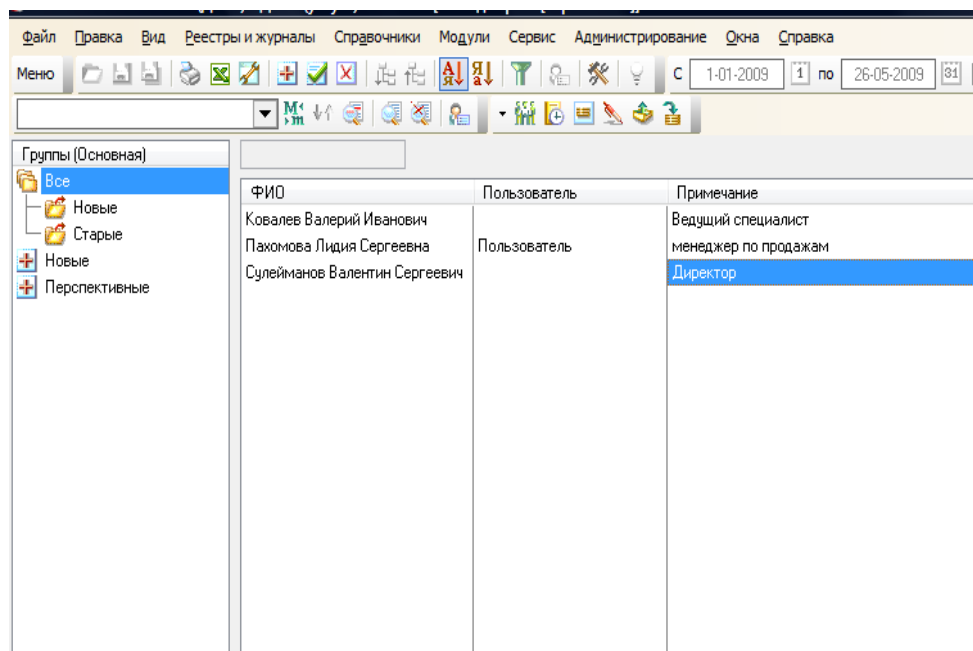 Файл Правка Вид Реестры и журналы Справочники Модули Сервис Администрирование Окна Справка
Меню С 1-01-2009 1 по 26-05-2009 31
Группы (Основная)
Все
Новые
Старые
Новые
Перспективные
ФИО Пользователь Примечание
Ковалев Валерий Иванович Ведущий специалист
Пахомова Лидия Сергеевна Пользователь менеджер по продажам
Сулейманов Валентин Сергеевич Директор